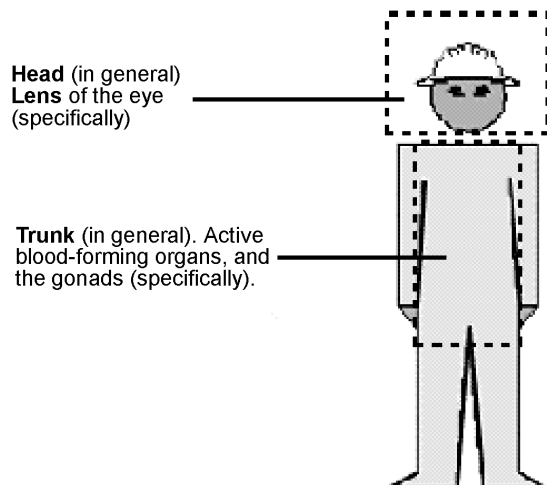 Head (in general)
Lens of the eye
(specifically)
Trunk (in general). Active
blood-forming organs, and
the gonads (specifically).